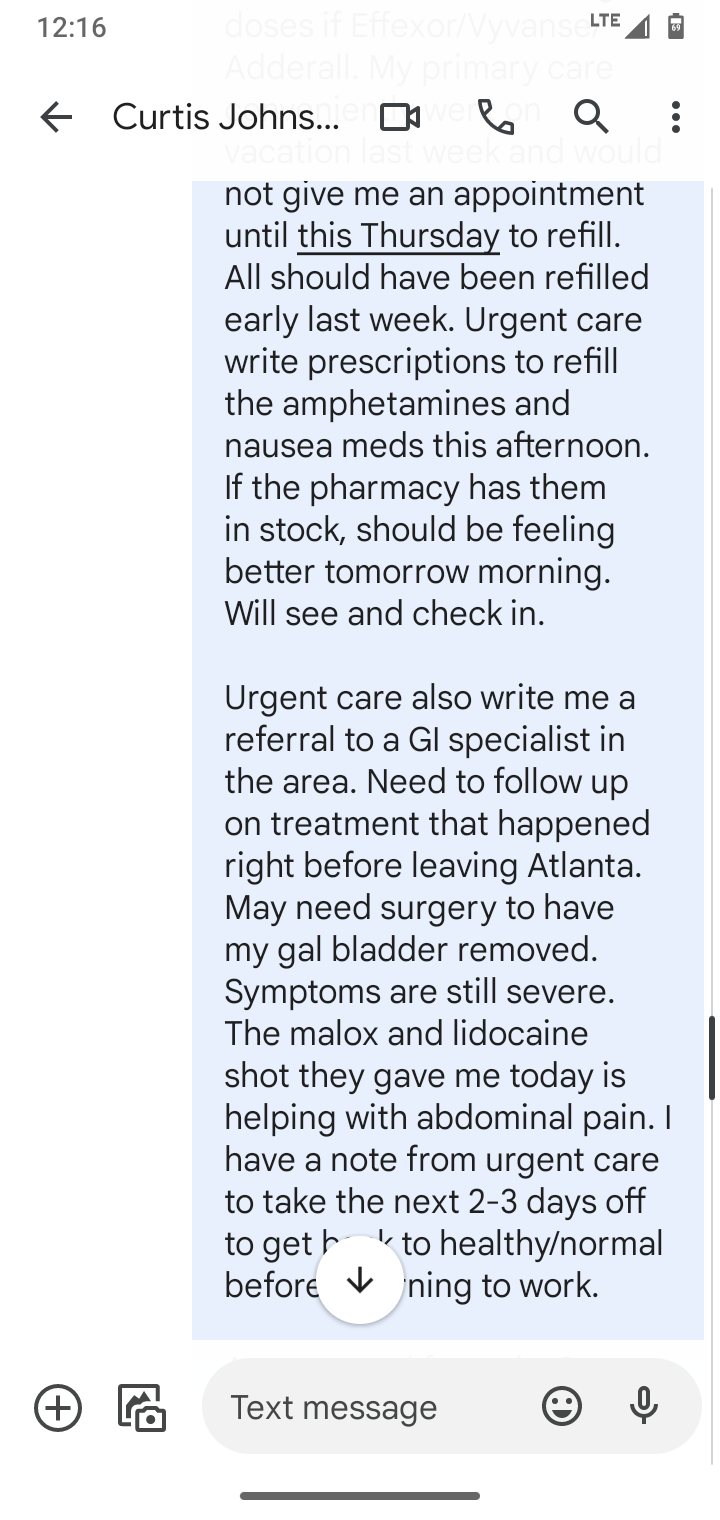 12:16
LTE
69
doses if Effexor/Vyvanse/
Adderall. My primary care
Curtis Johns...
conveniently were on
vacation last week and would
not give me an appointment
until this Thursday to refill.
All should have been refilled
early last week. Urgent care
write prescriptions to refill
the amphetamines and
nausea meds this afternoon.
If the pharmacy has them
in stock, should be feeling
better tomorrow morning.
Will see and check in.
Urgent care also write me a
referral to a GI specialist in
the area. Need to follow up
on treatment that happened
right before leaving Atlanta.
May need surgery to have
my gal bladder removed.
Symptoms are still severe.
The malox and lidocaine
shot they gave me today is
helping with abdominal pain. I
have a note from urgent care
to take the next 2-3 days off
to get back to healthy/normal
before rning to work.
Text message